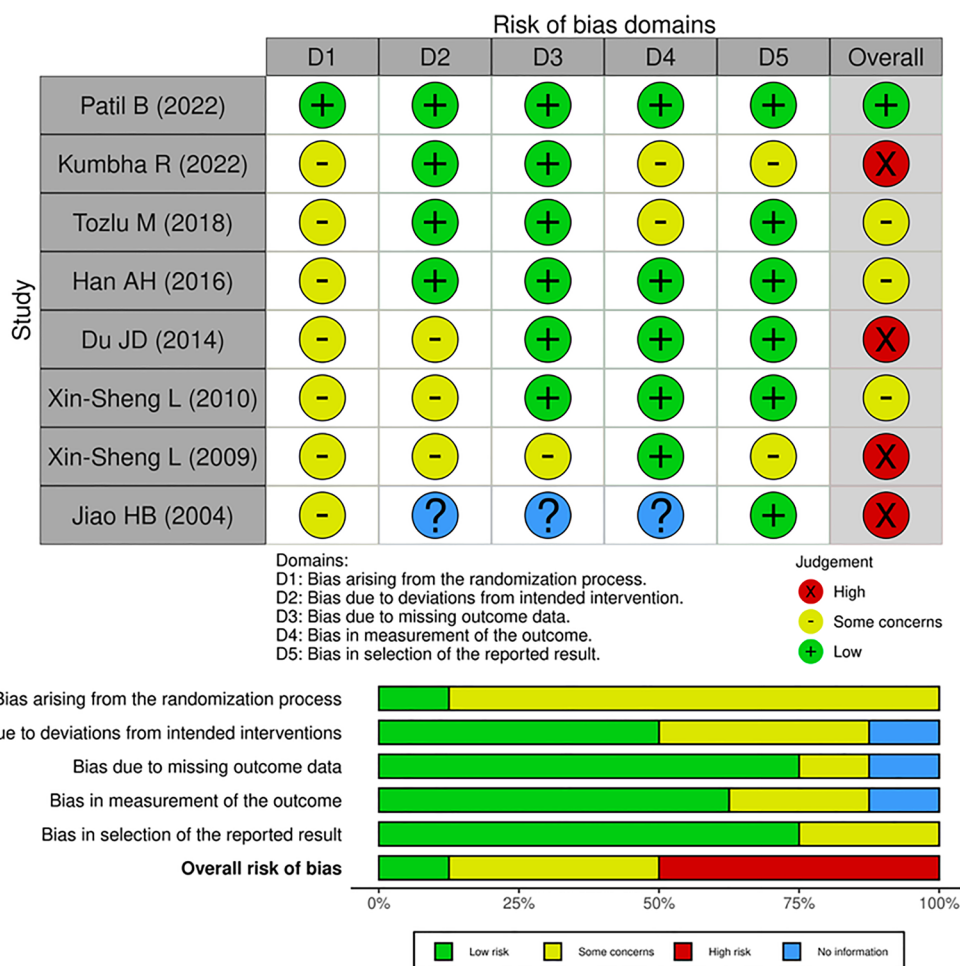 Risk of bias domains
D1 D2 D3 D4 D5 Overall
Study
Patil B (2022) + + + + + +
Kumbha R (2022) - + + - - X
Tozlu M (2018) - + + - + -
Han AH (2016) - + + + + -
Du JD (2014) - - + + + X
Xin-Sheng L (2010) - - + + + -
Xin-Sheng L (2009) - - - + - X
Jiao HB (2004) - ? ? ? + X
Domains:
D1: Bias arising from the randomization process.
D2: Bias due to deviations from intended intervention.
D3: Bias due to missing outcome data.
D4: Bias in measurement of the outcome.
D5: Bias in selection of the reported result.
Judgement
X High
- Some concerns
+ Low
Bias arising from the randomization process
ue to deviations from intended interventions
Bias due to missing outcome data
Bias in measurement of the outcome
Bias in selection of the reported result
Overall risk of bias
0% 25% 50% 75% 100%
Low risk Some concerns High risk No information